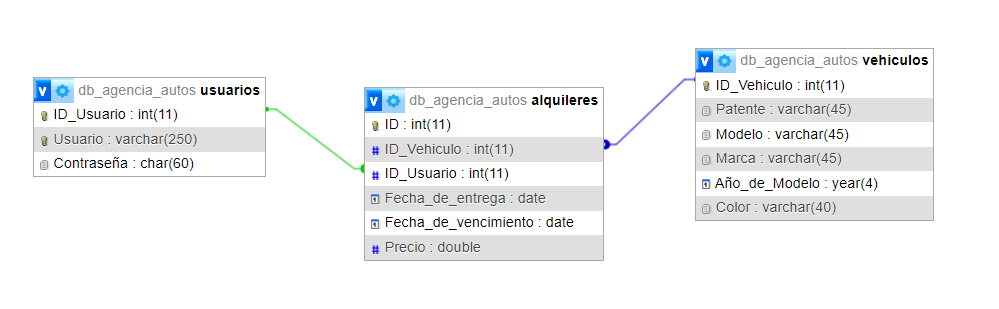 v db_agencia_autos usuarios
ID_Usuario : int(11)
Usuario : varchar(250)
Contraseña : char(60)
v db_agencia_autos alquileres
ID : int(11)
# ID_Vehiculo : int(11)
# ID_Usuario : int(11)
Fecha_de_entrega : date
Fecha_de_vencimiento : date
# Precio : double
v db_agencia_autos vehiculos
ID_Vehiculo : int(11)
Patente : varchar(45)
Modelo : varchar(45)
Marca : varchar(45)
Año_de_Modelo : year(4)
Color : varchar(40)